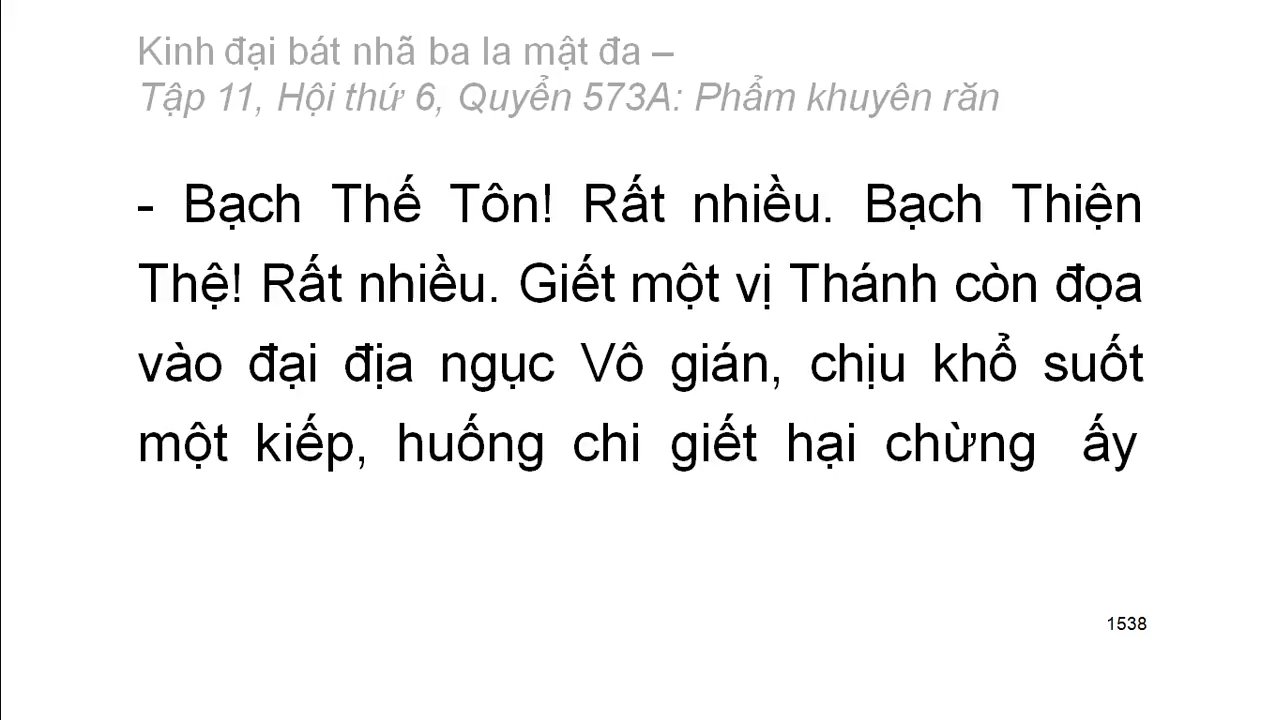 Kinh đại bát nhã ba la mật đa –
Tập 11, Hội thứ 6, Quyển 573A: Phẩm khuyên răn
- Bạch Thế Tôn! Rất nhiều. Bạch Thiện
Thệ! Rất nhiều. Giết một vị Thánh còn đọa
vào đại địa ngục Vô gián, chịu khổ suốt
một kiếp, huống chi giết hại chừng ấy
1538